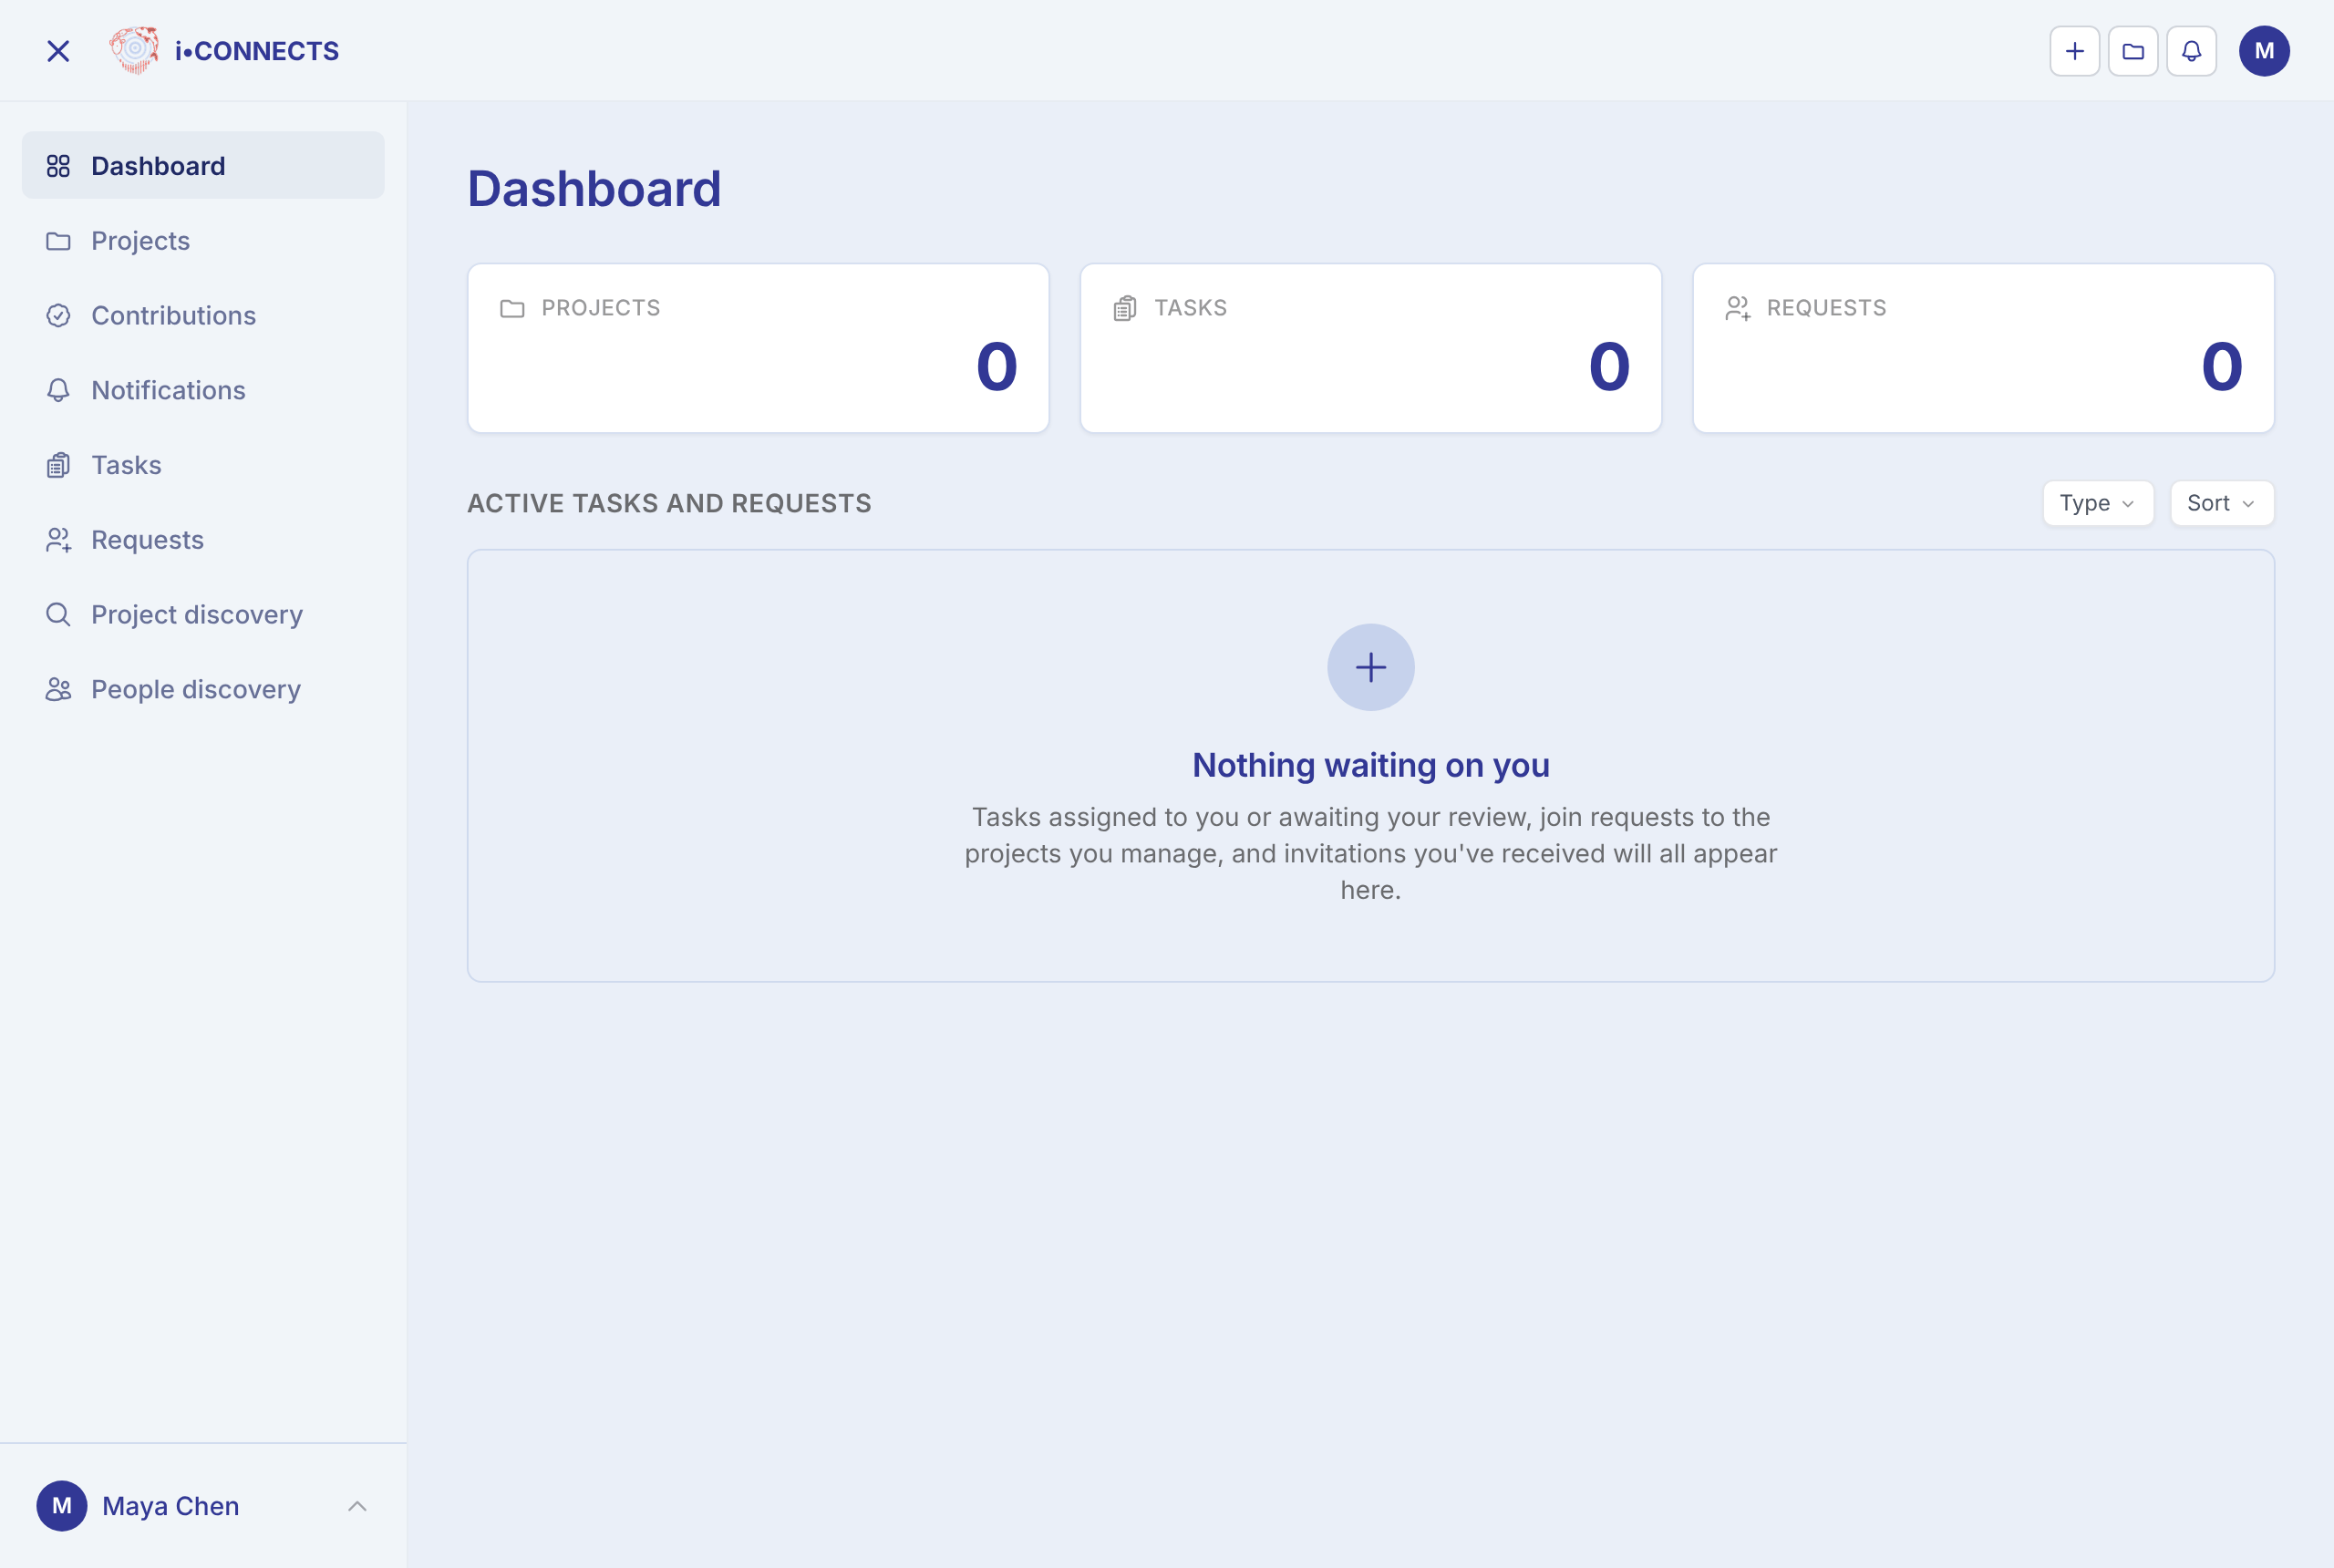 i•CONNECTS
M
Dashboard
Projects
Contributions
Notifications
Tasks
Requests
Project discovery
People discovery
Maya Chen
M
Dashboard
PROJECTS
0
TASKS
0
REQUESTS
0
ACTIVE TASKS AND REQUESTS
Type
Sort
Nothing waiting on you
Tasks assigned to you or awaiting your review, join requests to the
projects you manage, and invitations you've received will all appear
here.